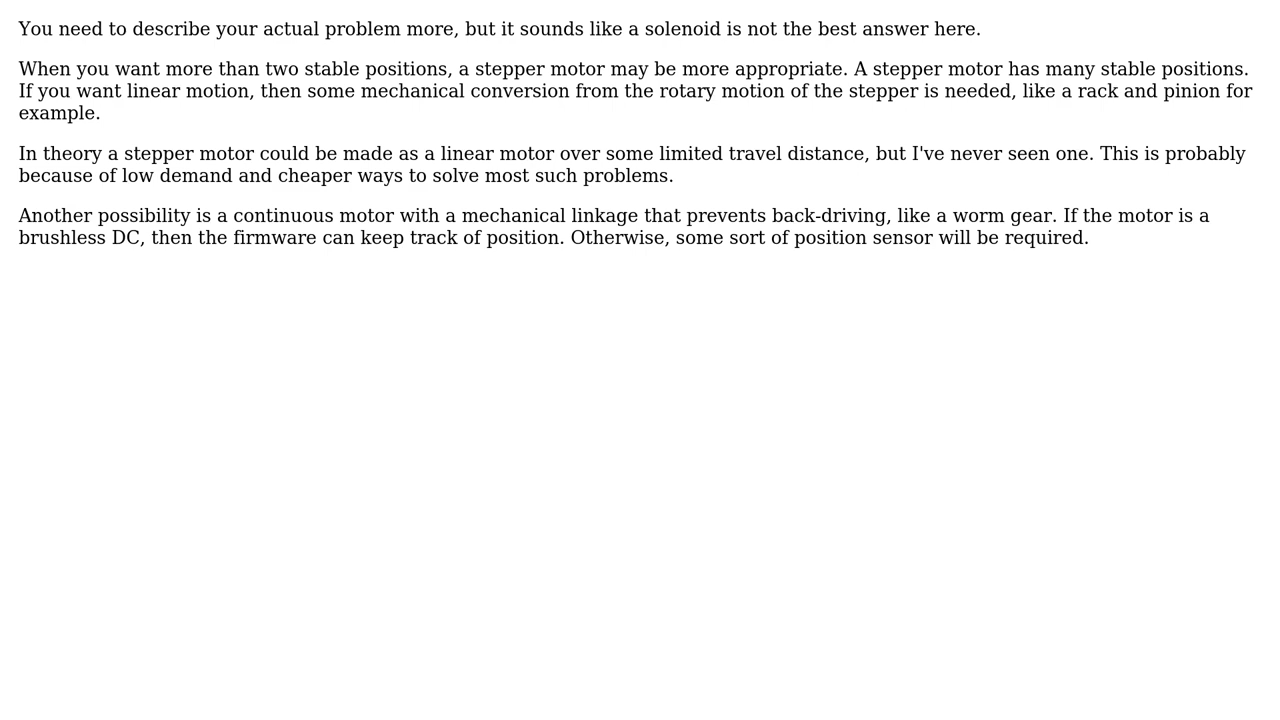 You need to describe your actual problem more, but it sounds like a solenoid is not the best answer here.
When you want more than two stable positions, a stepper motor may be more appropriate. A stepper motor has many stable positions.
If you want linear motion, then some mechanical conversion from the rotary motion of the stepper is needed, like a rack and pinion for
example.
In theory a stepper motor could be made as a linear motor over some limited travel distance, but I've never seen one. This is probably
because of low demand and cheaper ways to solve most such problems.
Another possibility is a continuous motor with a mechanical linkage that prevents back-driving, like a worm gear. If the motor is a
brushless DC, then the firmware can keep track of position. Otherwise, some sort of position sensor will be required.